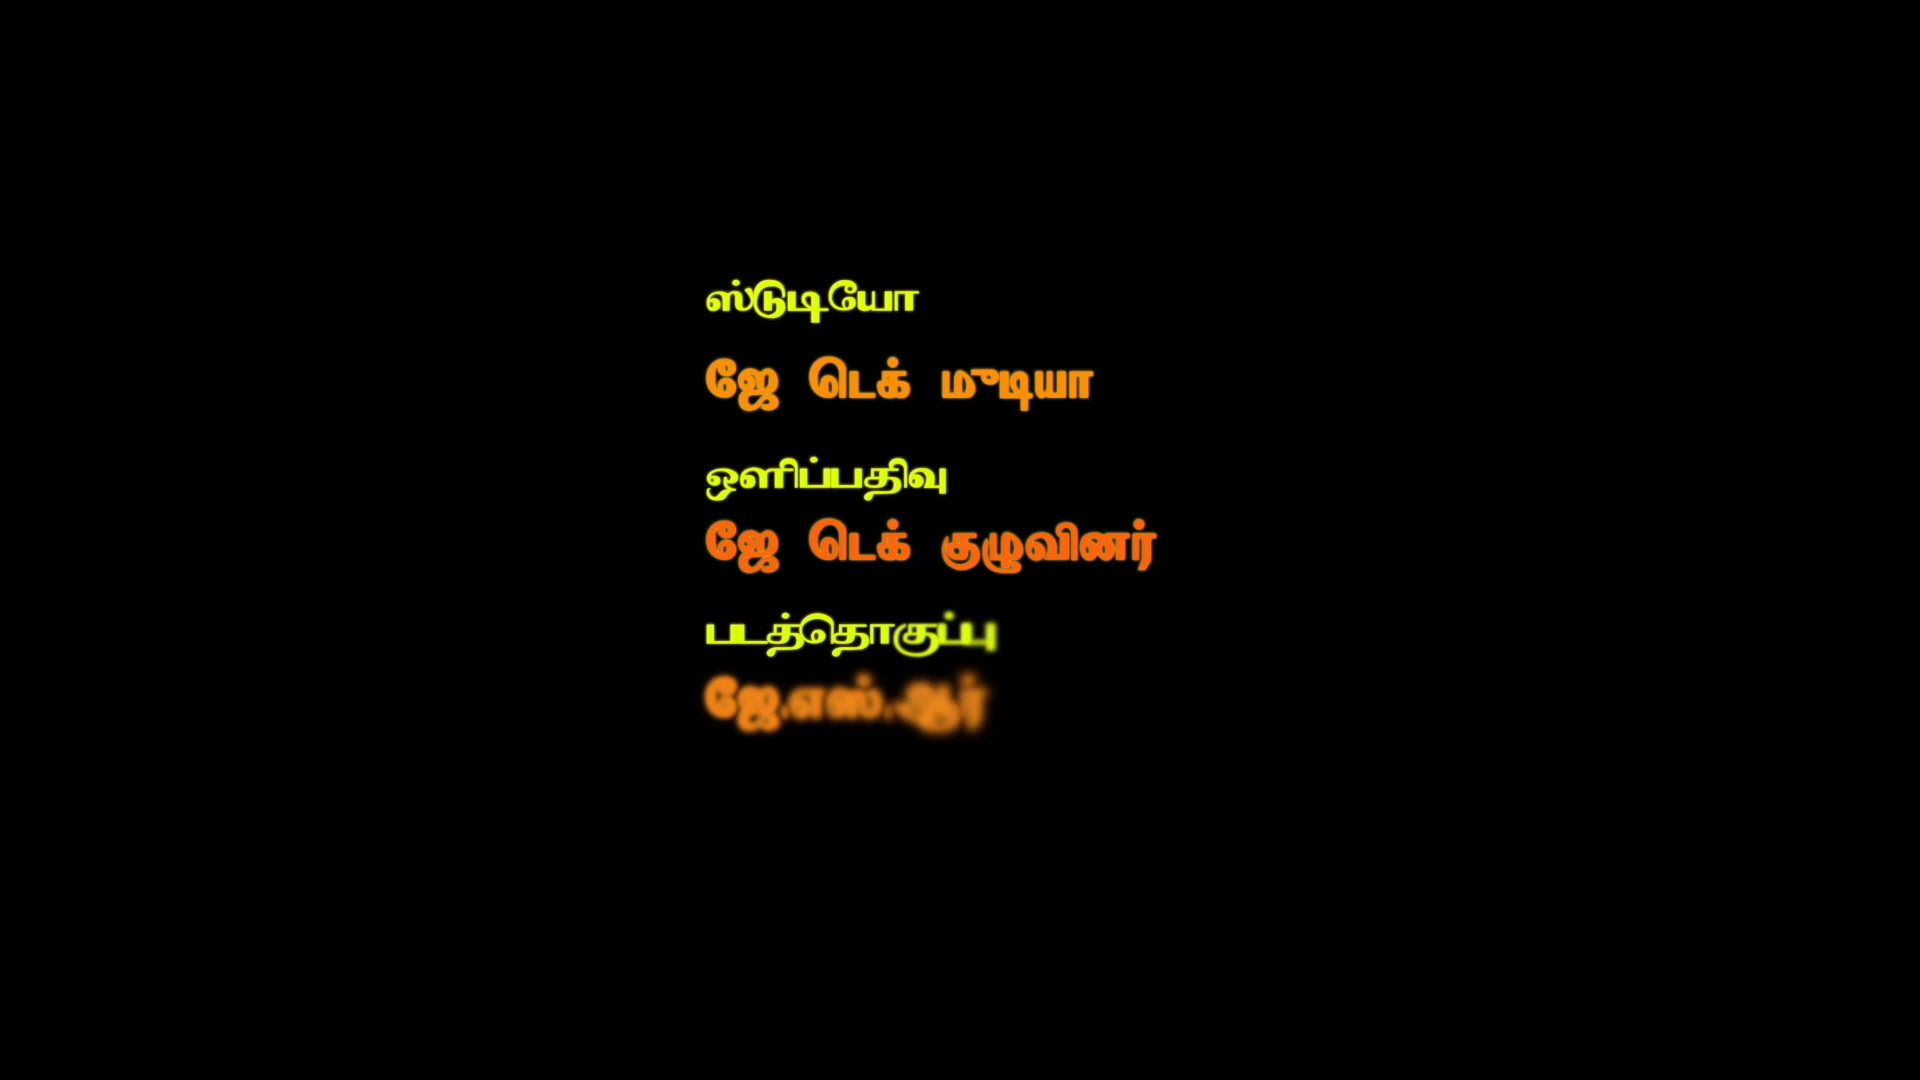 ஸ்டுடியோ
ஜே டெக் முடியா
ஒளிப்பதிவு
ஜே டெக் குழுவினர்
படத்தொகுப்பு
ஜே.எஸ்.ஆர்